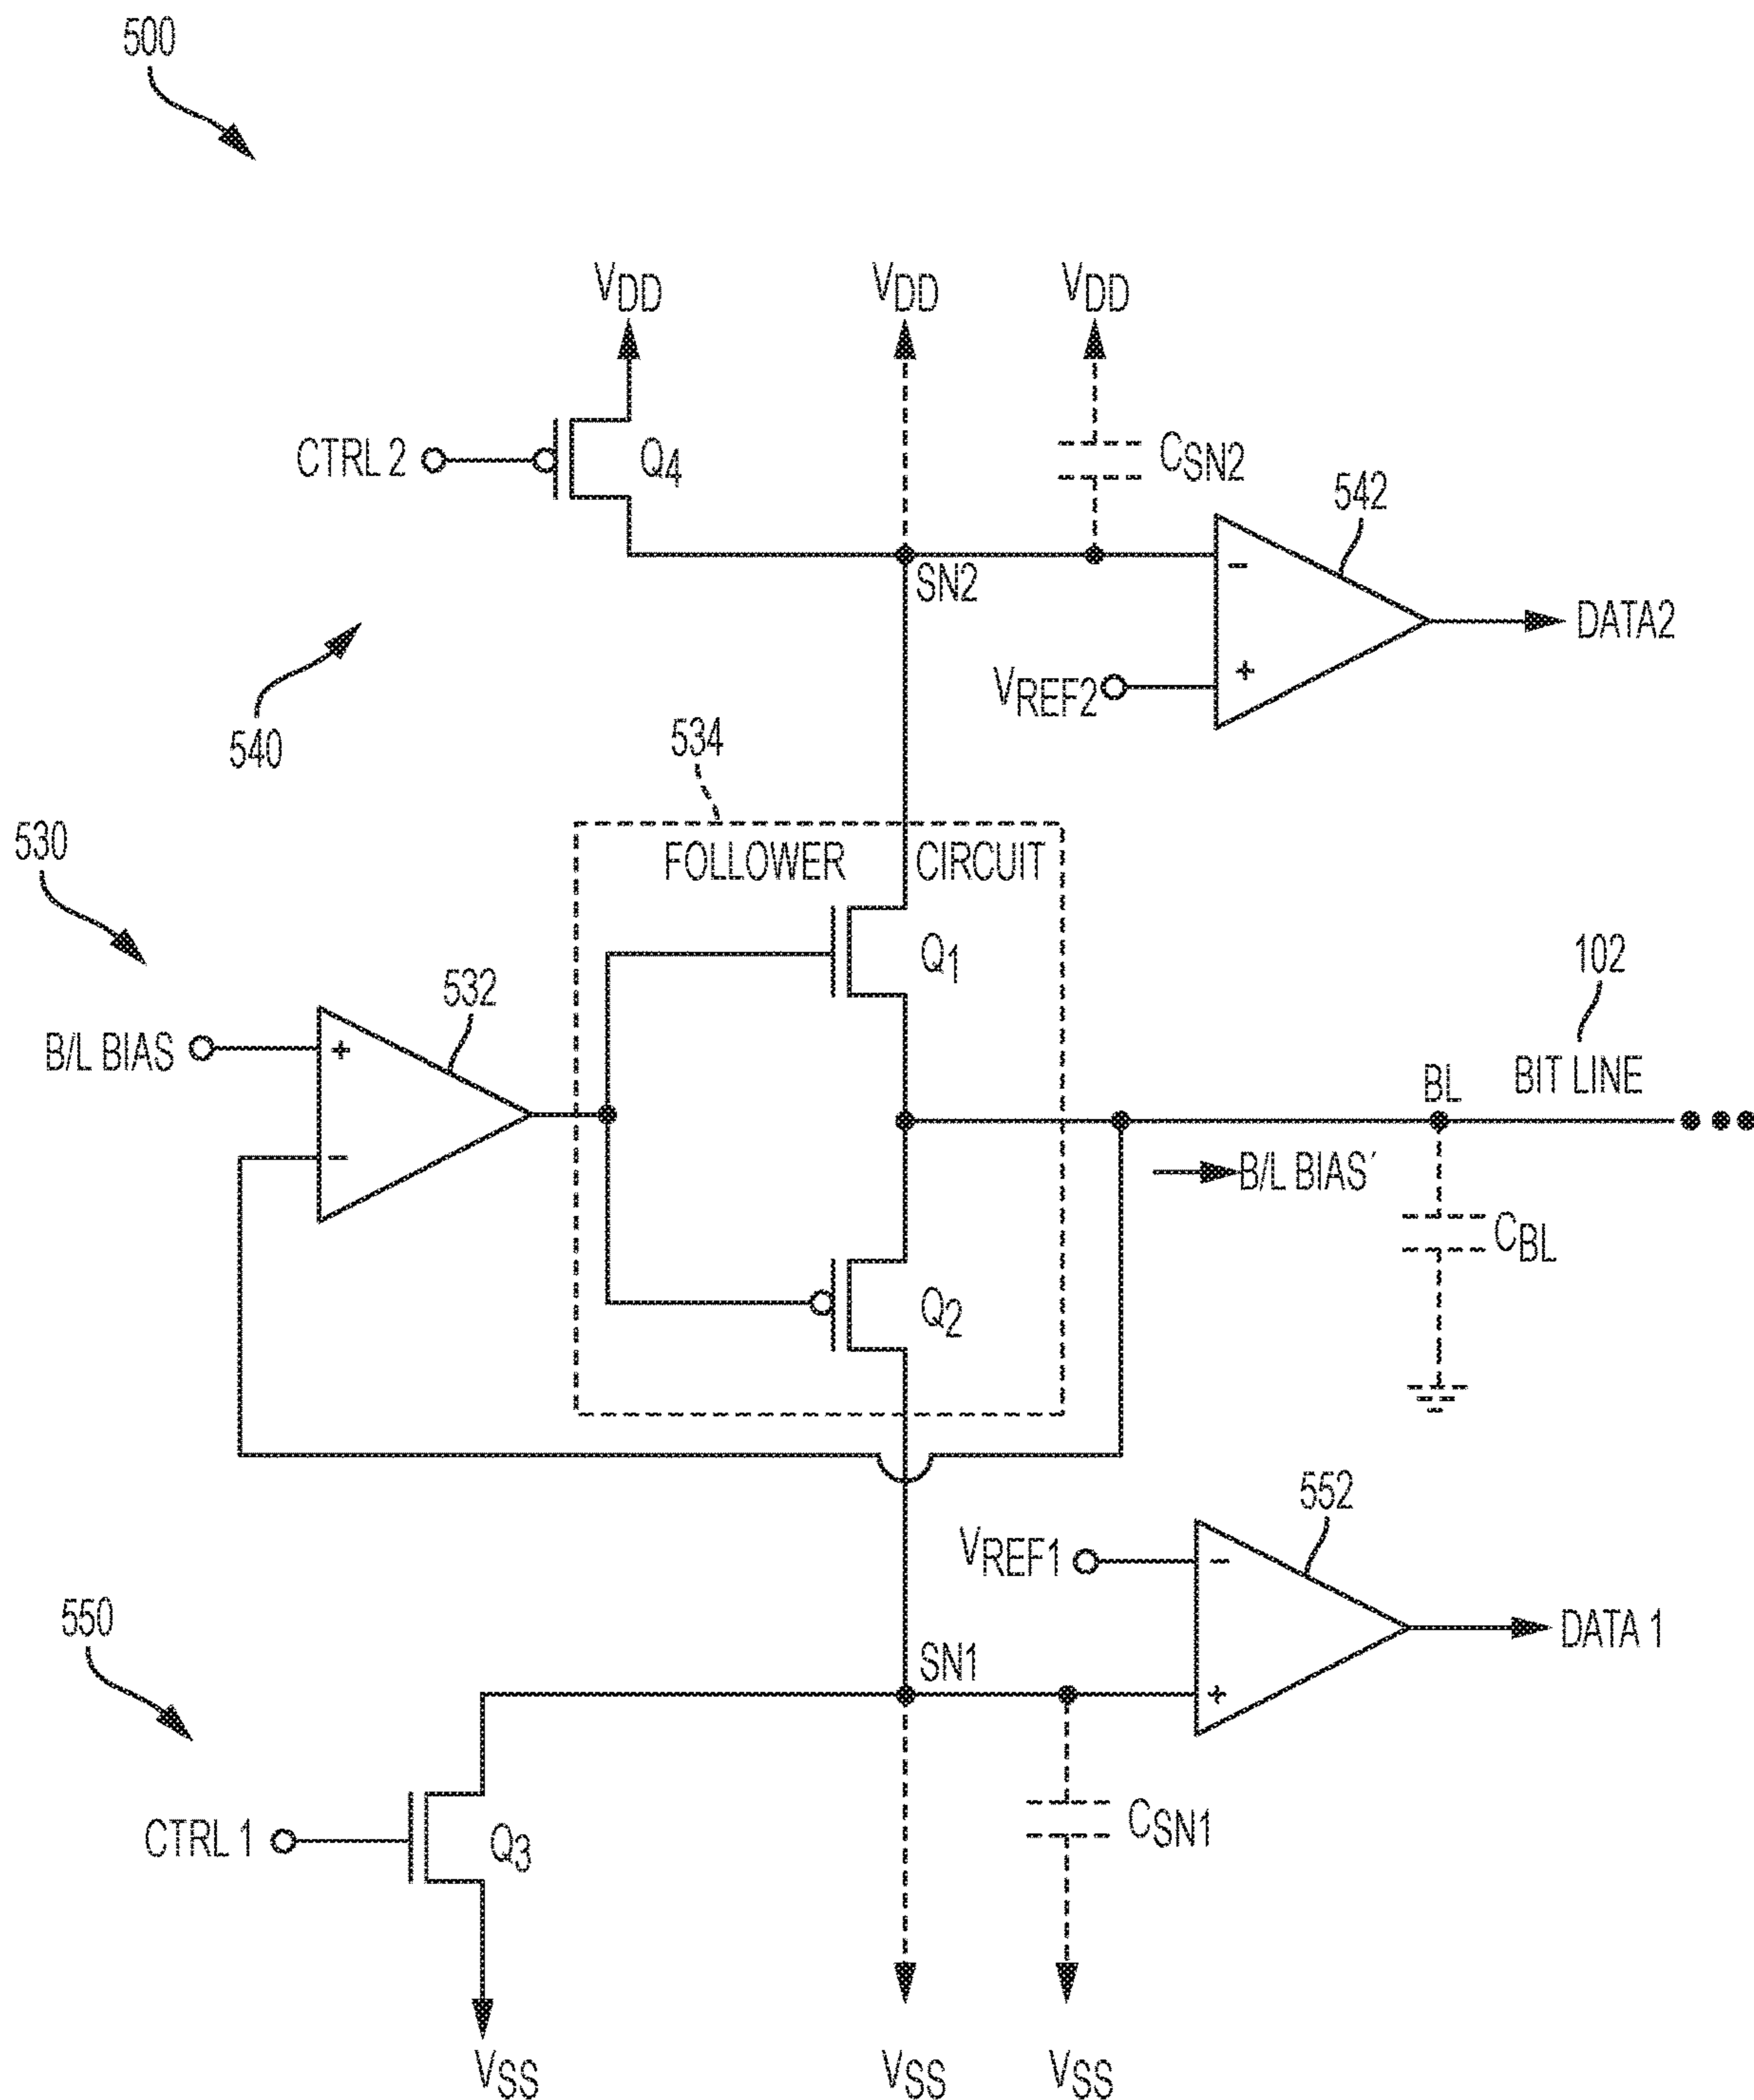 500
VDD
VDD
VDD
CTRL 2
Q4
CSN2
542
SN2
-
DATA2
+
VREF2
540
534
530
FOLLOWER CIRCUIT
Q1
102
532
B/L BIAS
+
BL
BIT LINE
-
B/L BIAS′
CBL
Q2
552
VREF1
-
550
DATA 1
SN1
+
CSN1
CTRL 1
Q3
VSS
VSS
VSS